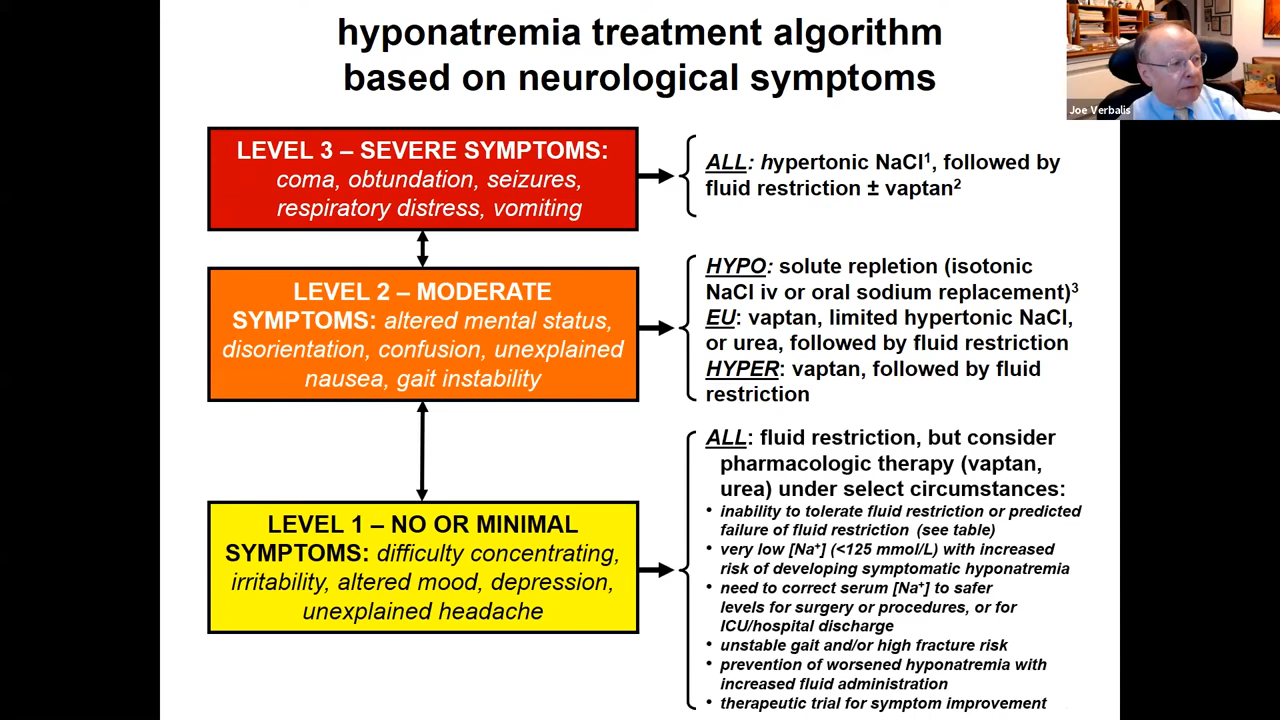 hyponatremia treatment algorithm
based on neurological symptoms
Joe Verbalis
LEVEL 3 – SEVERE SYMPTOMS:
coma, obtundation, seizures,
respiratory distress, vomiting
ALL: hypertonic NaCl¹, followed by
fluid restriction ± vaptan²
LEVEL 2 – MODERATE
SYMPTOMS: altered mental status,
disorientation, confusion, unexplained
nausea, gait instability
HYPO: solute repletion (isotonic
NaCl iv or oral sodium replacement)³
EU: vaptan, limited hypertonic NaCl,
or urea, followed by fluid restriction
HYPER: vaptan, followed by fluid
restriction
LEVEL 1 – NO OR MINIMAL
SYMPTOMS: difficulty concentrating,
irritability, altered mood, depression,
unexplained headache
ALL: fluid restriction, but consider
pharmacologic therapy (vaptan,
urea) under select circumstances:
• inability to tolerate fluid restriction or predicted
failure of fluid restriction (see table)
• very low [Na⁺] (<125 mmol/L) with increased
risk of developing symptomatic hyponatremia
• need to correct serum [Na⁺] to safer
levels for surgery or procedures, or for
ICU/hospital discharge
• unstable gait and/or high fracture risk
• prevention of worsened hyponatremia with
increased fluid administration
• therapeutic trial for symptom improvement